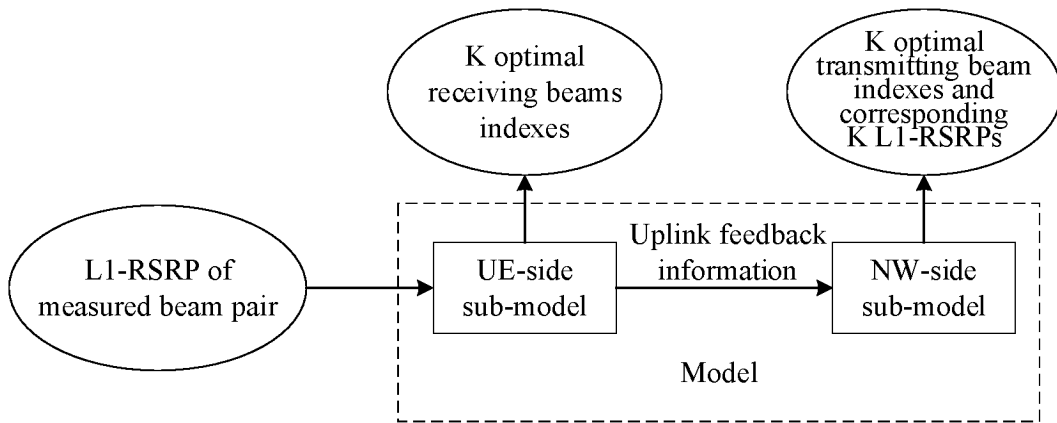 K optimal
receiving beams
indexes
K optimal
transmitting beam
indexes and
corresponding
K L1-RSRPs
L1-RSRP of
measured beam pair
UE-side
sub-model
Uplink feedback
information
NW-side
sub-model
Model